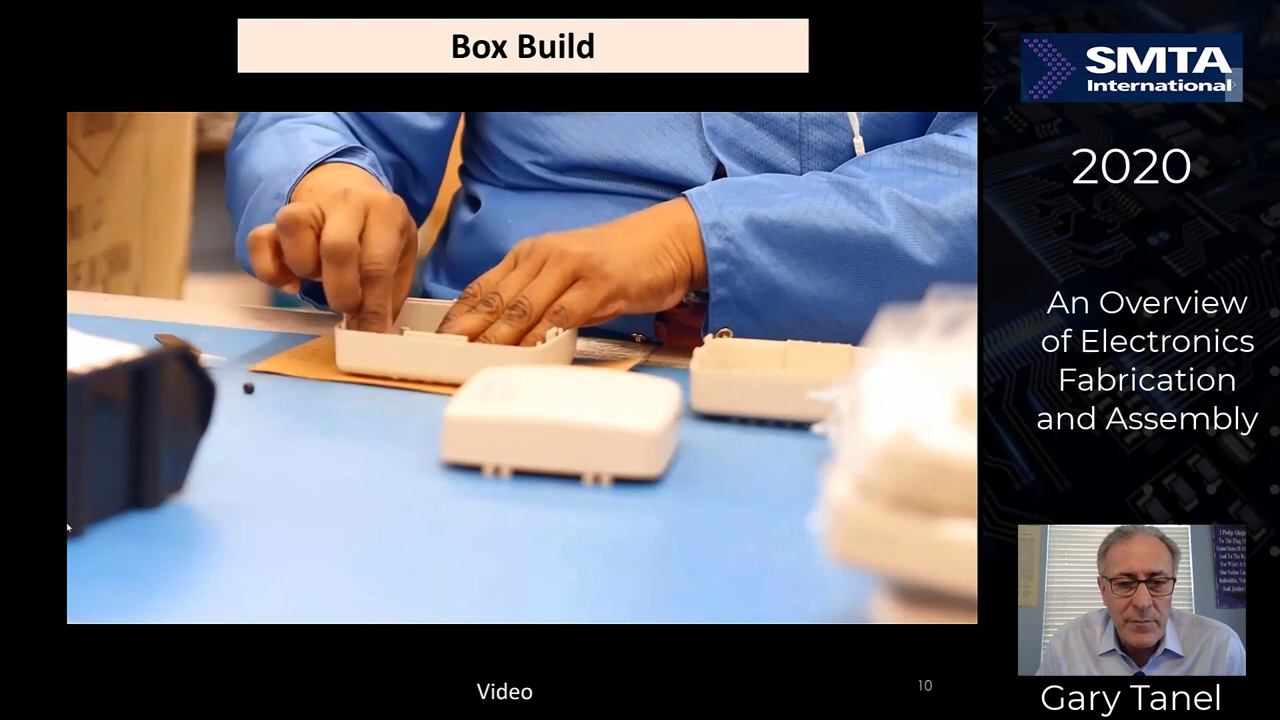 Box Build
SMTA
International
2020
An Overview
of Electronics
Fabrication
and Assembly
Gary Tanel
Video
10